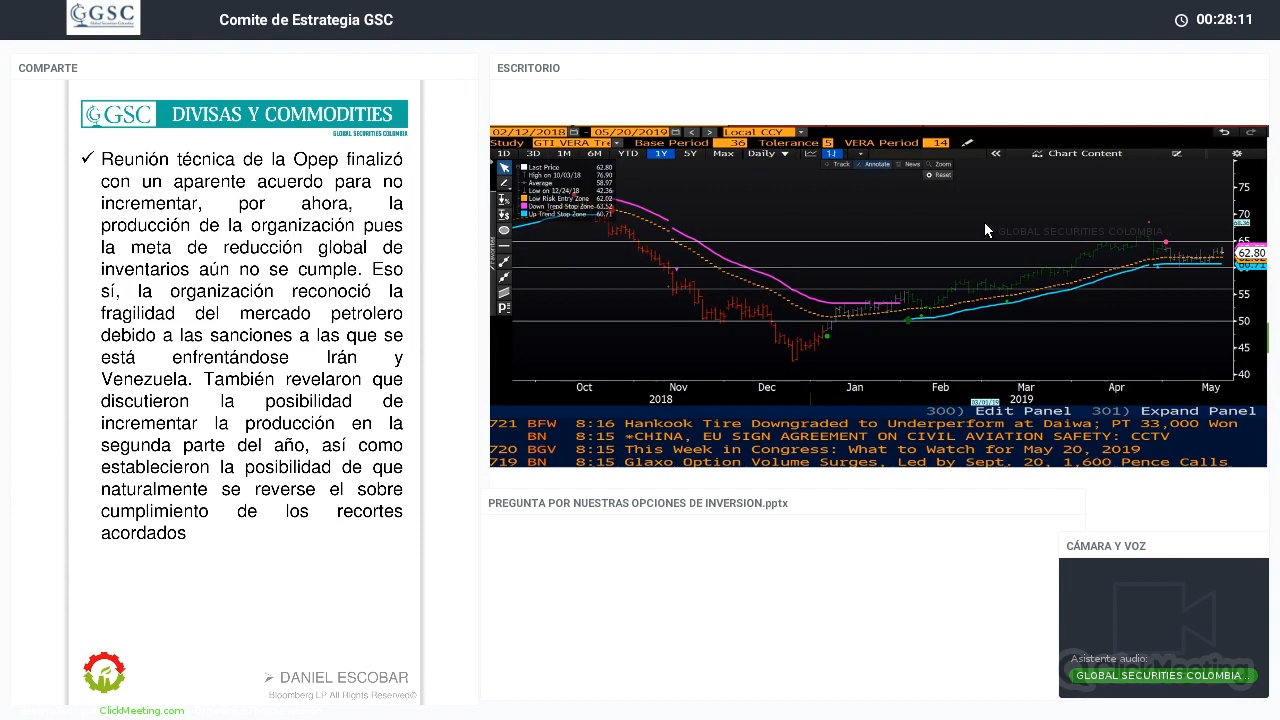 GSC
Comite de Estrategia GSC
00:28:11
COMPARTE
ESCRITORIO
GSC DIVISAS Y COMMODITIES
GLOBAL SECURITIES COLOMBIA
✓ Reunión técnica de la Opep finalizó
con un aparente acuerdo para no
incrementar, por ahora, la
producción de la organización pues
la meta de reducción global de
inventarios aún no se cumple. Eso
sí, la organización reconoció la
fragilidad del mercado petrolero
debido a las sanciones a las que se
está enfrentándose Irán y
Venezuela. También revelaron que
discutieron la posibilidad de
incrementar la producción en la
segunda parte del año, así como
establecieron la posibilidad de que
naturalmente se reverse el sobre
cumplimiento de los recortes
acordados
➢ DANIEL ESCOBAR
Bloomberg LP All Rights Reserved©
ClickMeeting.com
02/12/2018 - 05/20/2019 < > Local CCY
Study GTI VERA Tre Base Period 36 Tolerance 5 VERA Period 14
1D 3D 1M 6M YTD 1Y 5Y Max Daily Chart Content
Track Annotate News Zoom
Reset
Last Price 62.80
High on 10/03/18 76.90
Average 58.97
Low on 12/24/18 42.36
Low Risk Entry Zone 62.02
Down Trend Stop Zone 63.52
Up Trend Stop Zone 60.71
GLOBAL SECURITIES COLOMBIA
75
70
65
62.80
60.71
55
50
45
40
Oct Nov Dec Jan Feb Mar Apr May
2018 03/01/19 2019
300) Edit Panel 301) Expand Panel
721 BFW 8:16 Hankook Tire Downgraded to Underperform at Daiwa; PT 33,000 Won
BN 8:15 *CHINA, EU SIGN AGREEMENT ON CIVIL AVIATION SAFETY: CCTV
720 BGV 8:15 This Week in Congress: What to Watch for May 20, 2019
719 BN 8:15 Glaxo Option Volume Surges, Led by Sept. 20, 1,600 Pence Calls
PREGUNTA POR NUESTRAS OPCIONES DE INVERSION.pptx
CÁMARA Y VOZ
Asistente audio:
ClickMeeting
GLOBAL SECURITIES COLOMBIA...